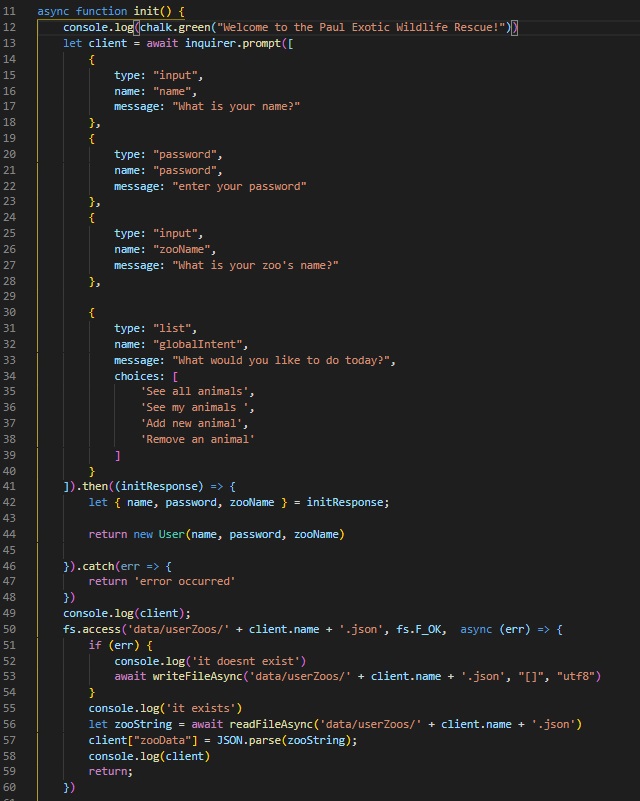 11 async function init() {
12 console.log(chalk.green("Welcome to the Paul Exotic Wildlife Rescue!"))
13 let client = await inquirer.prompt([
14 {
15 type: "input",
16 name: "name",
17 message: "What is your name?"
18 },
19 {
20 type: "password",
21 name: "password",
22 message: "enter your password"
23 },
24 {
25 type: "input",
26 name: "zooName",
27 message: "What is your zoo's name?"
28 },
29
30 {
31 type: "list",
32 name: "globalIntent",
33 message: "What would you like to do today?",
34 choices: [
35 'See all animals',
36 'See my animals ',
37 'Add new animal',
38 'Remove an animal'
39 ]
40 }
41 ]).then((initResponse) => {
42 let { name, password, zooName } = initResponse;
43
44 return new User(name, password, zooName)
45
46 }).catch(err => {
47 return 'error occurred'
48 })
49 console.log(client);
50 fs.access('data/userZoos/' + client.name + '.json', fs.F_OK,  async (err) => {
51 if (err) {
52 console.log('it doesnt exist')
53 await writeFileAsync('data/userZoos/' + client.name + '.json', "[]", "utf8")
54 }
55 console.log('it exists')
56 let zooString = await readFileAsync('data/userZoos/' + client.name + '.json')
57 client["zooData"] = JSON.parse(zooString);
58 console.log(client)
59 return;
60 })